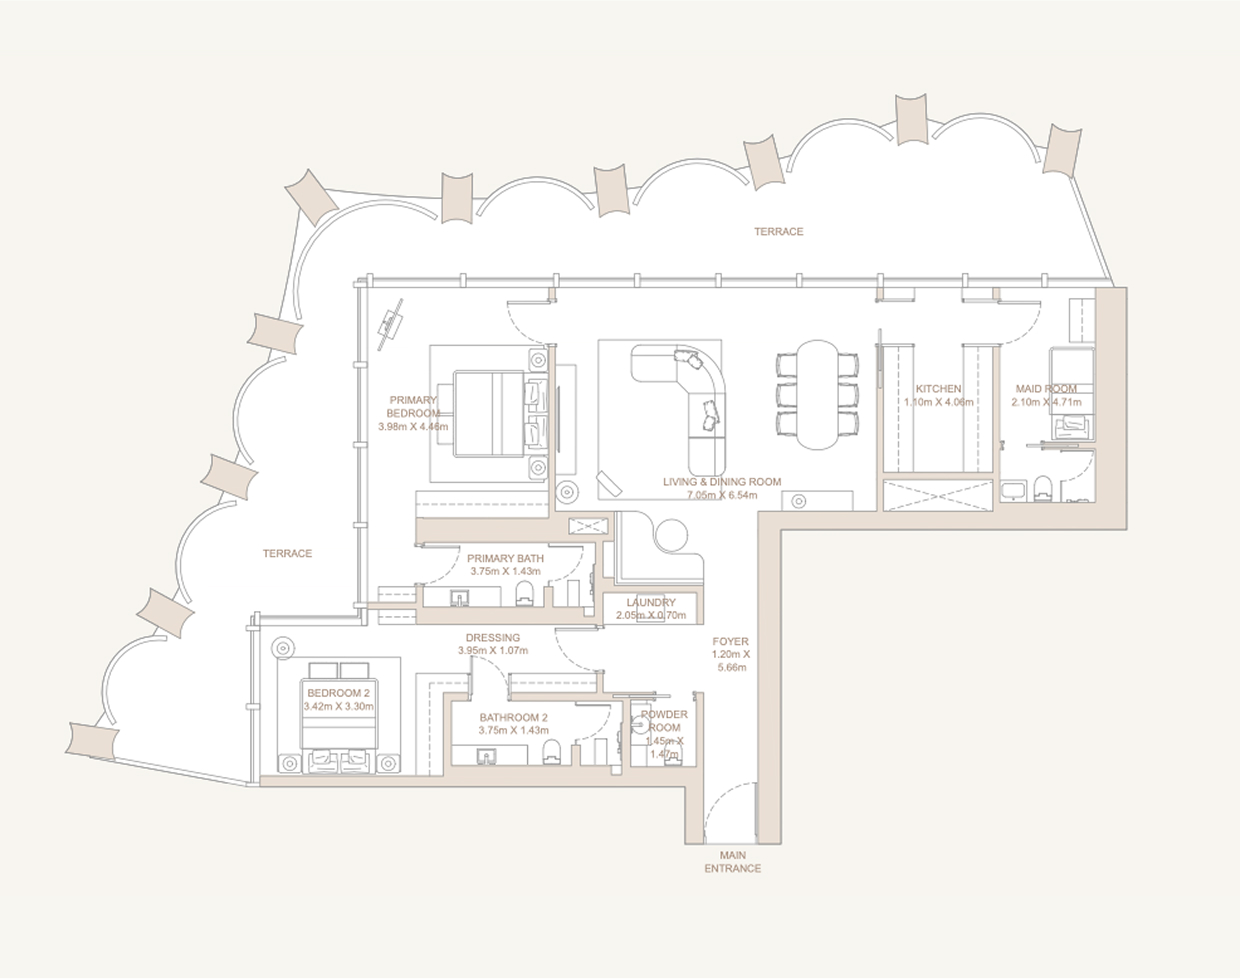 TERRACE
PRIMARY
BEDROOM
3.98m X 4.46m
KITCHEN
1.10m X 4.06m
MAID ROOM
2.10m X 4.71m
LIVING & DINING ROOM
7.05m X 6.54m
TERRACE
PRIMARY BATH
3.75m X 1.43m
LAUNDRY
2.05m X 0.70m
DRESSING
3.95m X 1.07m
FOYER
1.20m X
5.66m
BEDROOM 2
3.42m X 3.30m
BATHROOM 2
3.75m X 1.43m
POWDER
ROOM
1.45m X
1.47m
MAIN
ENTRANCE